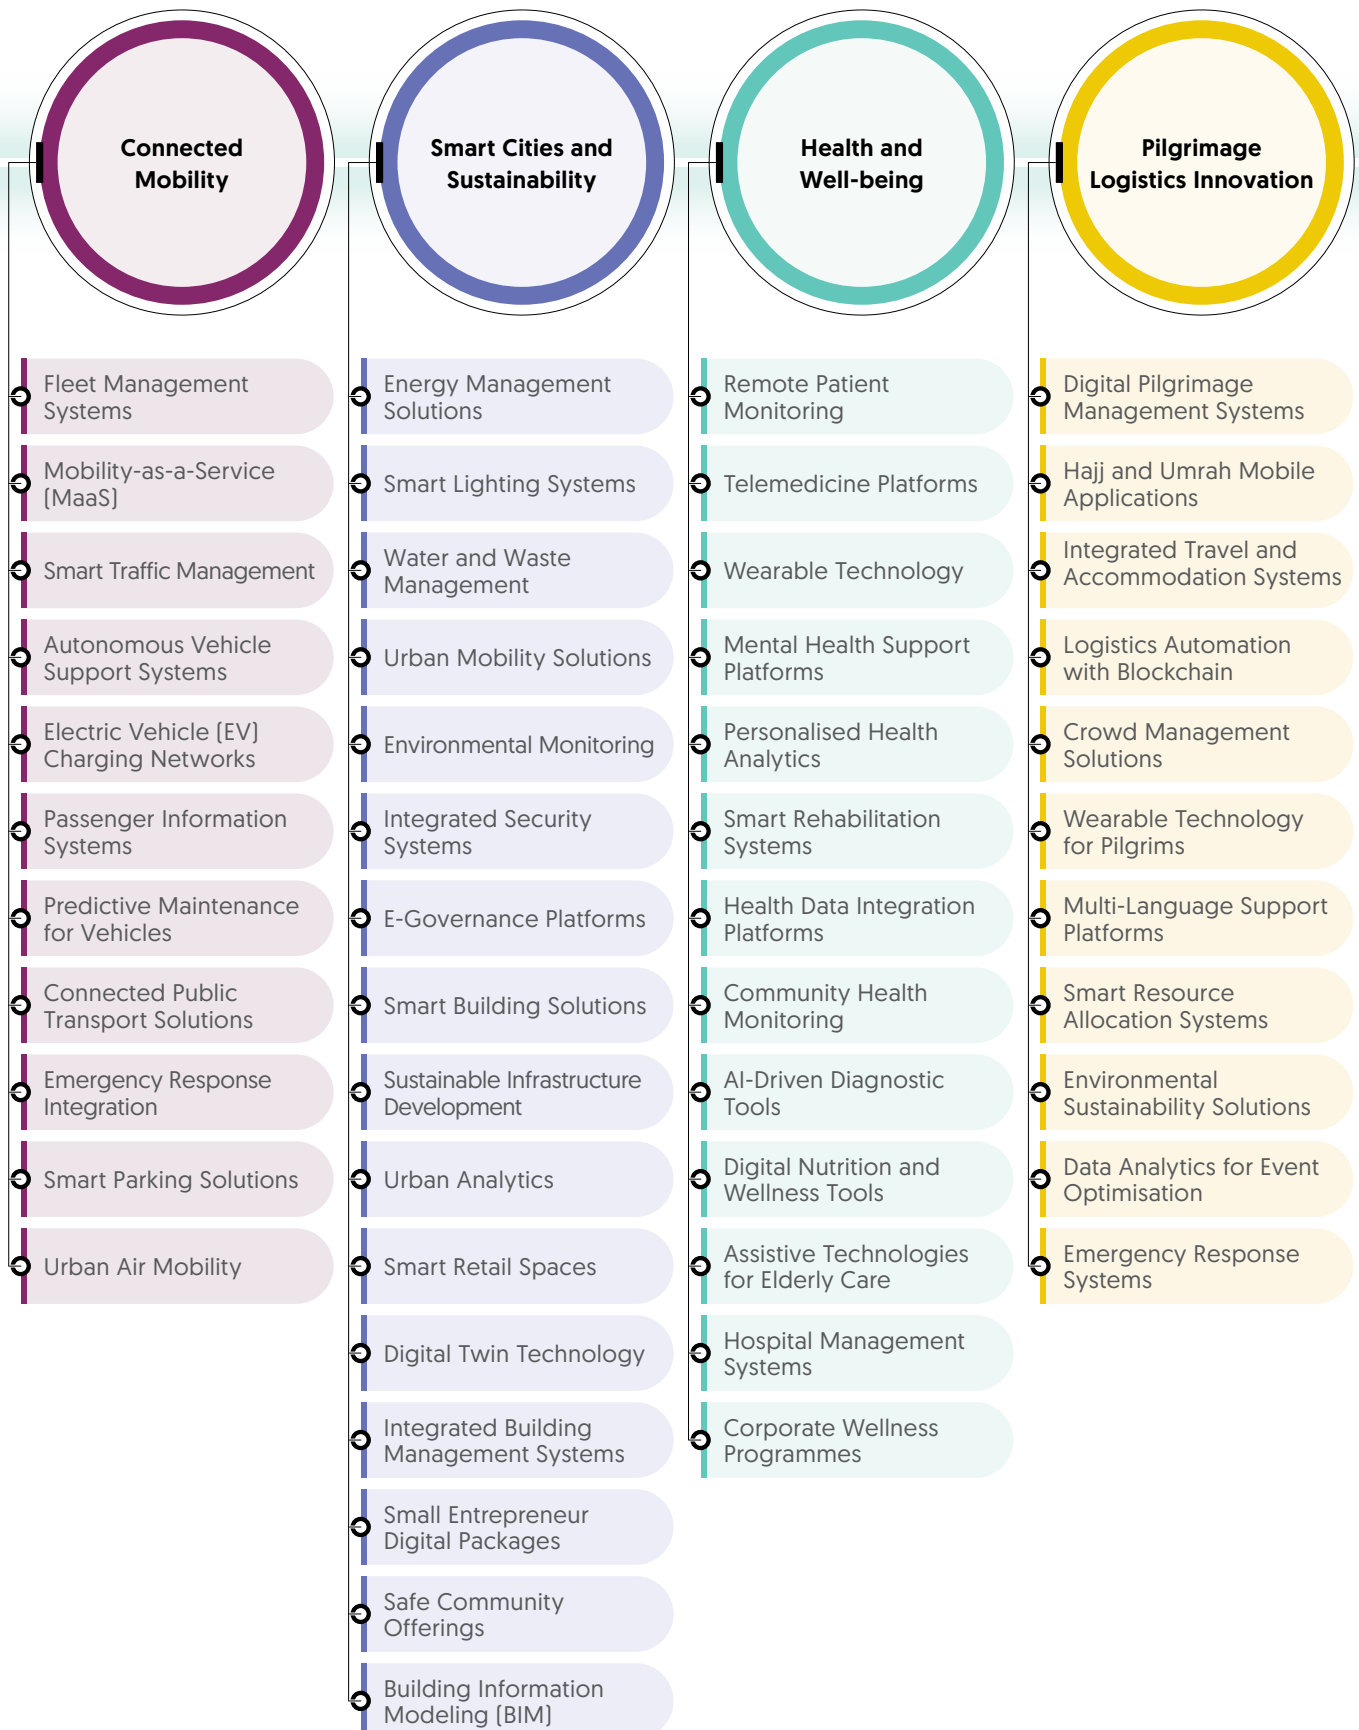 Connected
Mobility
Fleet Management
Systems
Mobility-as-a-Service
(MaaS)
Smart Traffic Management
Autonomous Vehicle
Support Systems
Electric Vehicle (EV)
Charging Networks
Passenger Information
Systems
Predictive Maintenance
for Vehicles
Connected Public
Transport Solutions
Emergency Response
Integration
Smart Parking Solutions
Urban Air Mobility
Smart Cities and
Sustainability
Energy Management
Solutions
Smart Lighting Systems
Water and Waste
Management
Urban Mobility Solutions
Environmental Monitoring
Integrated Security
Systems
E-Governance Platforms
Smart Building Solutions
Sustainable Infrastructure
Development
Urban Analytics
Smart Retail Spaces
Digital Twin Technology
Integrated Building
Management Systems
Small Entrepreneur
Digital Packages
Safe Community
Offerings
Building Information
Modeling (BIM)
Health and
Well-being
Remote Patient
Monitoring
Telemedicine Platforms
Wearable Technology
Mental Health Support
Platforms
Personalised Health
Analytics
Smart Rehabilitation
Systems
Health Data Integration
Platforms
Community Health
Monitoring
AI-Driven Diagnostic
Tools
Digital Nutrition and
Wellness Tools
Assistive Technologies
for Elderly Care
Hospital Management
Systems
Corporate Wellness
Programmes
Pilgrimage
Logistics Innovation
Digital Pilgrimage
Management Systems
Hajj and Umrah Mobile
Applications
Integrated Travel and
Accommodation Systems
Logistics Automation
with Blockchain
Crowd Management
Solutions
Wearable Technology
for Pilgrims
Multi-Language Support
Platforms
Smart Resource
Allocation Systems
Environmental
Sustainability Solutions
Data Analytics for Event
Optimisation
Emergency Response
Systems